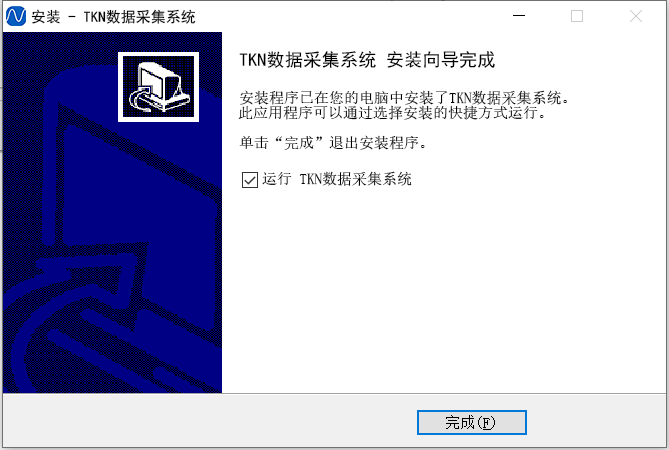 安装 - TKN数据采集系统
TKN数据采集系统 安装向导完成
安装程序已在您的电脑中安装了TKN数据采集系统。
此应用程序可以通过选择安装的快捷方式运行。
单击“完成”退出安装程序。
运行 TKN数据采集系统
完成(F)